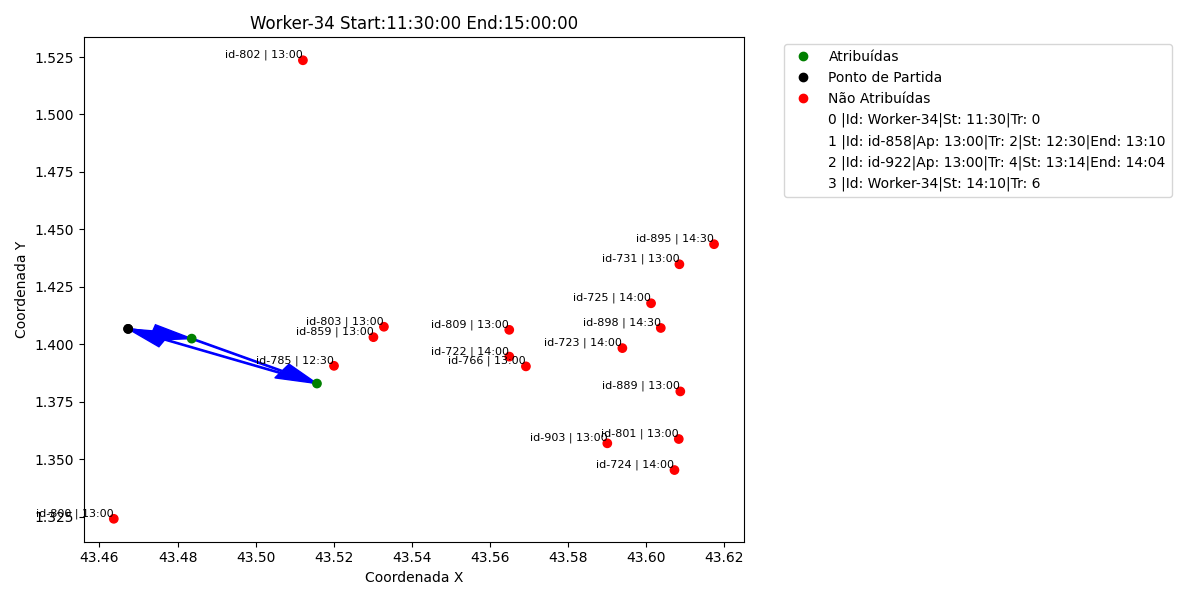 Worker-34 Start:11:30:00 End:15:00:00
Atribuídas
Ponto de Partida
Não Atribuídas
0 |Id: Worker-34|St: 11:30|Tr: 0
1 |Id: id-858|Ap: 13:00|Tr: 2|St: 12:30|End: 13:10
2 |Id: id-922|Ap: 13:00|Tr: 4|St: 13:14|End: 14:04
3 |Id: Worker-34|St: 14:10|Tr: 6
Coordenada Y
1.525
1.500
1.475
1.450
1.425
1.400
1.375
1.350
1.325
id-802 | 13:00
id-895 | 14:30
id-731 | 13:00
id-725 | 14:00
id-803 | 13:00
id-898 | 14:30
id-809 | 13:00
id-859 | 13:00
id-723 | 14:00
id-722 | 14:00
id-785 | 12:30
id-766 | 13:00
id-889 | 13:00
id-801 | 13:00
id-903 | 13:00
id-724 | 14:00
| 13:00
43.46
43.48
43.50
43.52
43.54
43.56
43.58
43.60
43.62
Coordenada X